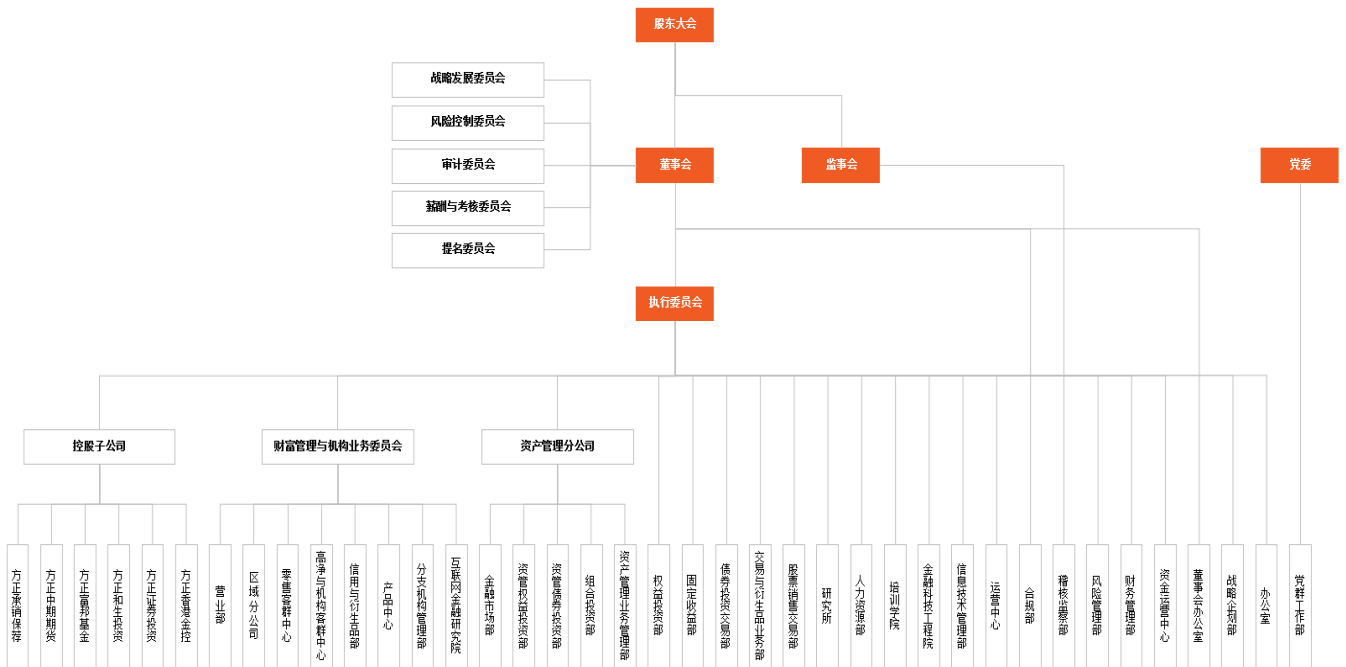 股东大会
战略发展委员会
风险控制委员会
审计委员会
薪酬与考核委员会
提名委员会
董事会
监事会
党委
执行委员会
控股子公司
财富管理与机构业务委员会
资产管理分公司
方正承销保荐
方正中期期货
方正富邦基金
方正和生投资
方正证券投资
方正香港金控
营业部
区域分公司
零售客群中心
高净与机构客群中心
信用与衍生品部
产品中心
分支机构管理部
互联网金融研究院
金融市场部
资管权益投资部
资管债券投资部
组合投资部
资产管理业务管理部
权益投资部
固定收益部
债券投资交易部
交易与衍生品业务部
股票销售交易部
研究所
人力资源部
培训学院
金融科技工程院
信息技术管理部
运营中心
合规部
稽核监察部
风险管理部
财务管理部
资金运营中心
董事会办公室
战略企划部
办公室
党群工作部